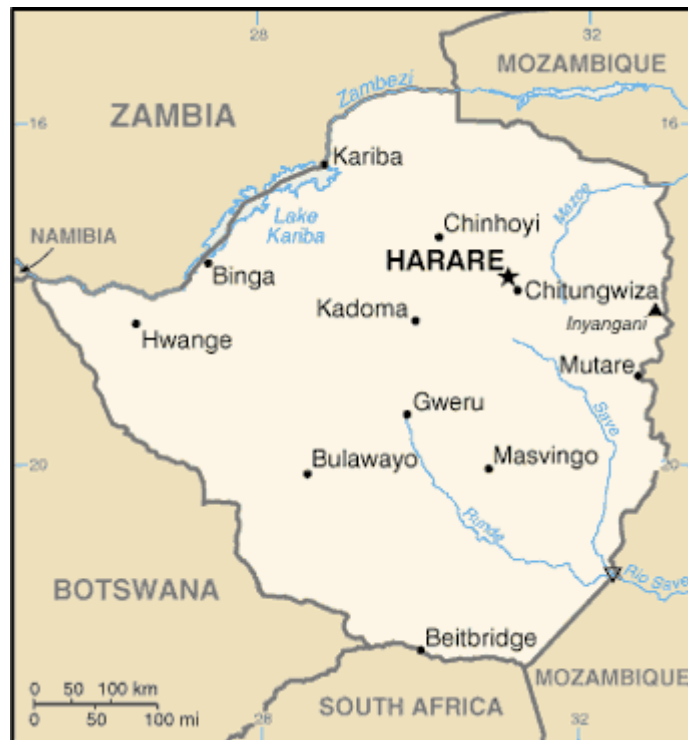 28
32
MOZAMBIQUE
Zambezi
ZAMBIA
16
16
Kariba
Mazoe
Lake
Kariba
NAMIBIA
Chinhoyi
HARARE
Binga
Chitungwiza
Kadoma
Inyangani
Hwange
Mutare
Gweru
Save
20
Bulawayo
Masvingo
20
Runde
Rip Save
BOTSWANA
Beitbridge
MOZAMBIQUE
0 50 100 km
0 50 100 mi
SOUTH AFRICA
28
32